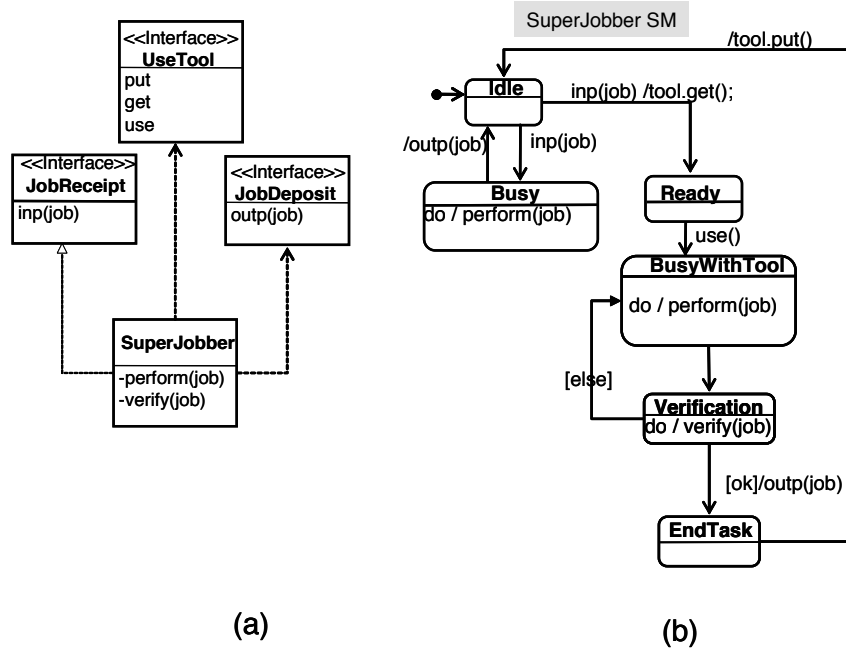 <<Interface>>
UseTool
put
get
use
<<Interface>>
JobReceipt
inp(job)
<<Interface>>
JobDeposit
outp(job)
SuperJobber
-perform(job)
-verify(job)
(a)
SuperJobber SM
/tool.put()
Idle
inp(job) /tool.get();
/outp(job)
inp(job)
Busy
do / perform(job)
Ready
use()
BusyWithTool
do / perform(job)
[else]
Verification
do / verify(job)
[ok]/outp(job)
EndTask
(b)